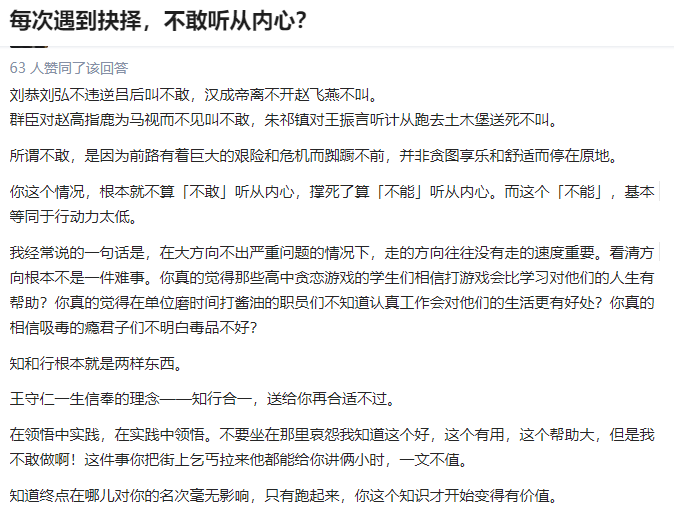 每次遇到抉择，不敢听从内心？
63 人赞同了该回答
刘恭刘弘不违逆吕后叫不敢，汉成帝离不开赵飞燕不叫。
群臣对赵高指鹿为马视而不见叫不敢，朱祁镇对王振言听计从跑去土木堡送死不叫。
所谓不敢，是因为前路有着巨大的艰险和危机而踟蹰不前，并非贪图享乐和舒适而停在原地。
你这个情况，根本就不算「不敢」听从内心，撑死了算「不能」听从内心。而这个「不能」，基本
等同于行动力太低。
我经常说的一句话是，在大方向不出严重问题的情况下，走的方向往往没有走的速度重要。看清方
向根本不是一件难事。你真的觉得那些高中贪恋游戏的学生们相信打游戏会比学习对他们的人生有
帮助？你真的觉得在单位磨时间打酱油的职员们不知道认真工作会对他们的生活更有好处？你真的
相信吸毒的瘾君子们不明白毒品不好？
知和行根本就是两样东西。
王守仁一生信奉的理念——知行合一，送给你再合适不过。
在领悟中实践，在实践中领悟。不要坐在那里哀怨我知道这个好，这个有用，这个帮助大，但是我
不敢做啊！这件事你把街上乞丐拉来他都能给你讲俩小时，一文不值。
知道终点在哪儿对你的名次毫无影响，只有跑起来，你这个知识才开始变得有价值。